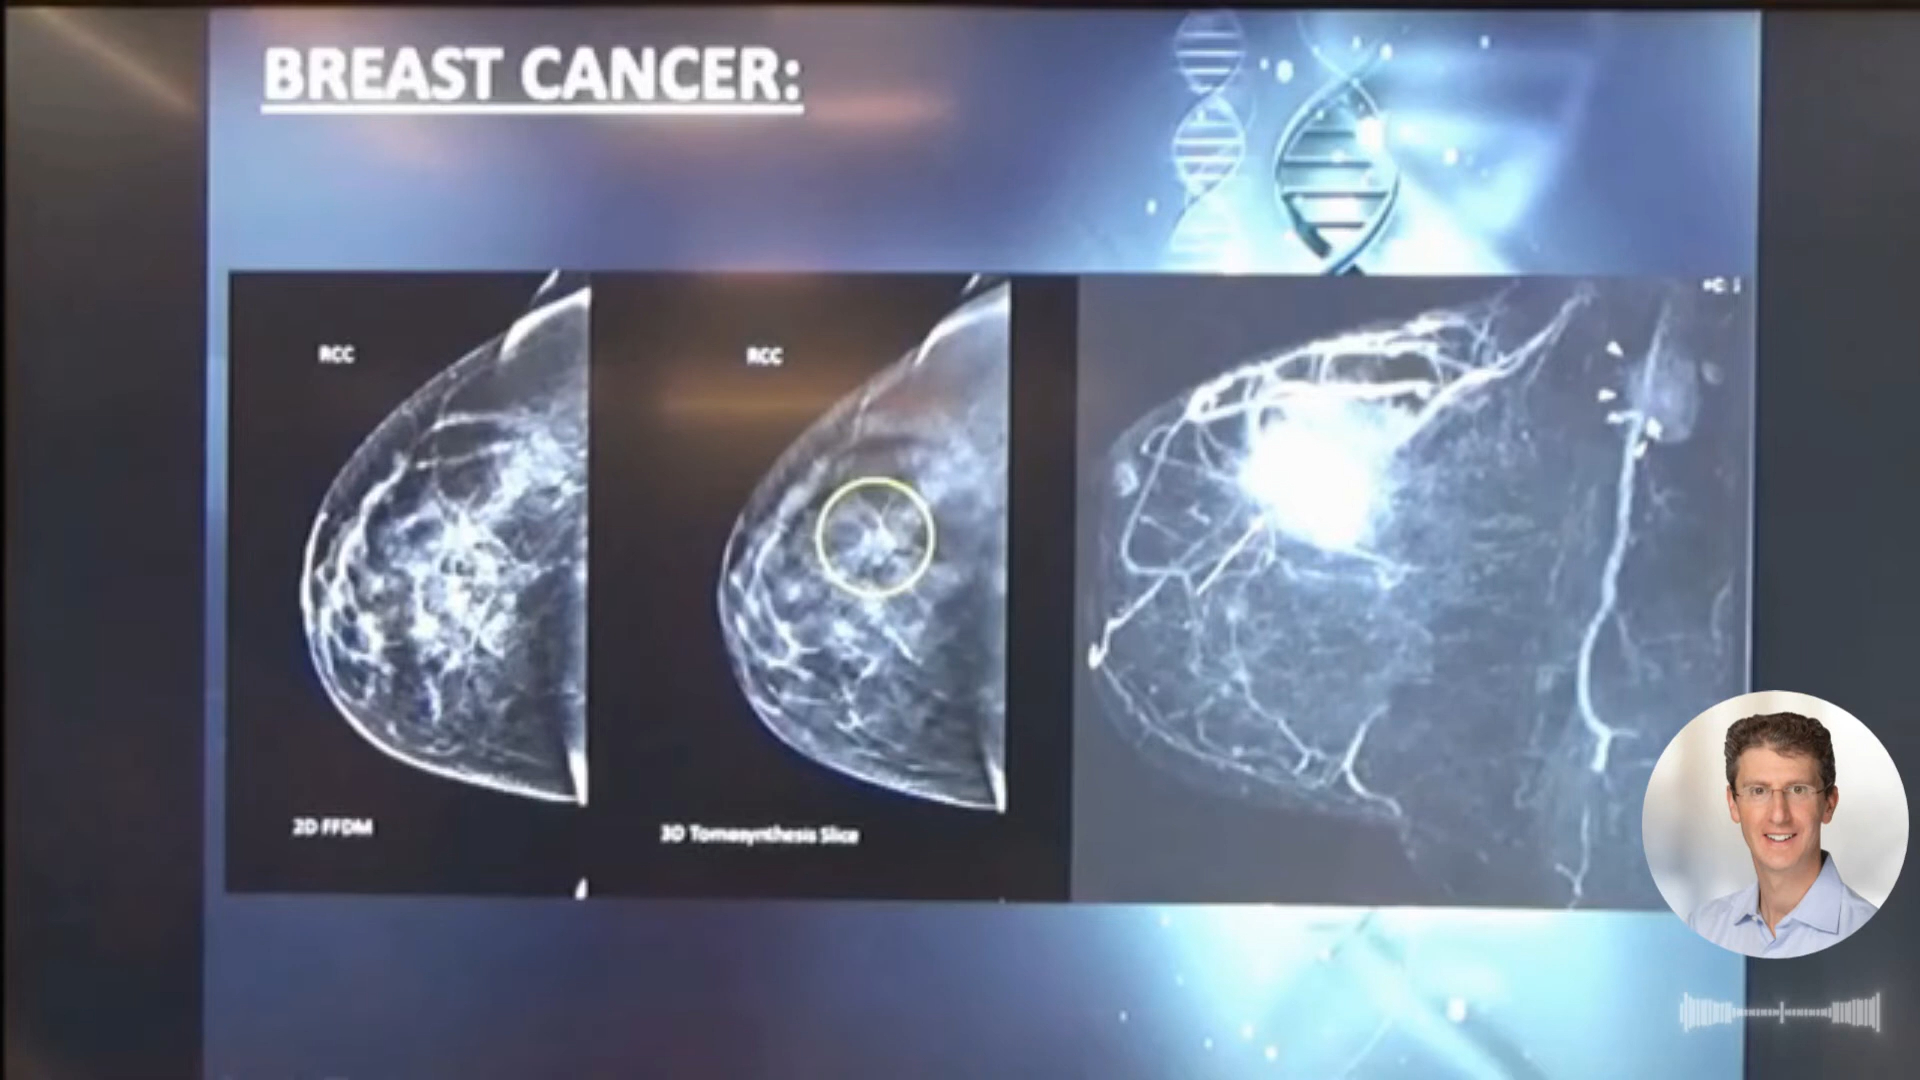 BREAST CANCER:
RCC
RCC
+C
2D FFDM
3D Tomosynthesis Slice